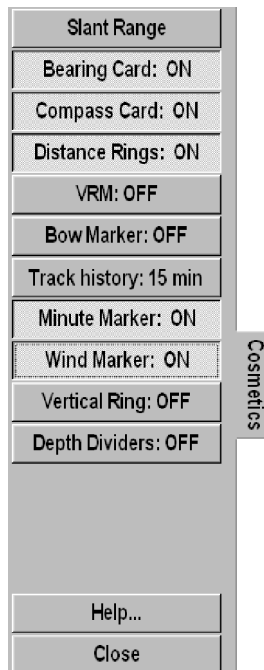 Slant Range
Bearing Card: ON
Compass Card: ON
Distance Rings: ON
VRM: OFF
Bow Marker: OFF
Track history: 15 min
Minute Marker: ON
Wind Marker: ON
Vertical Ring: OFF
Depth Dividers: OFF
Cosmetics
Help...
Close